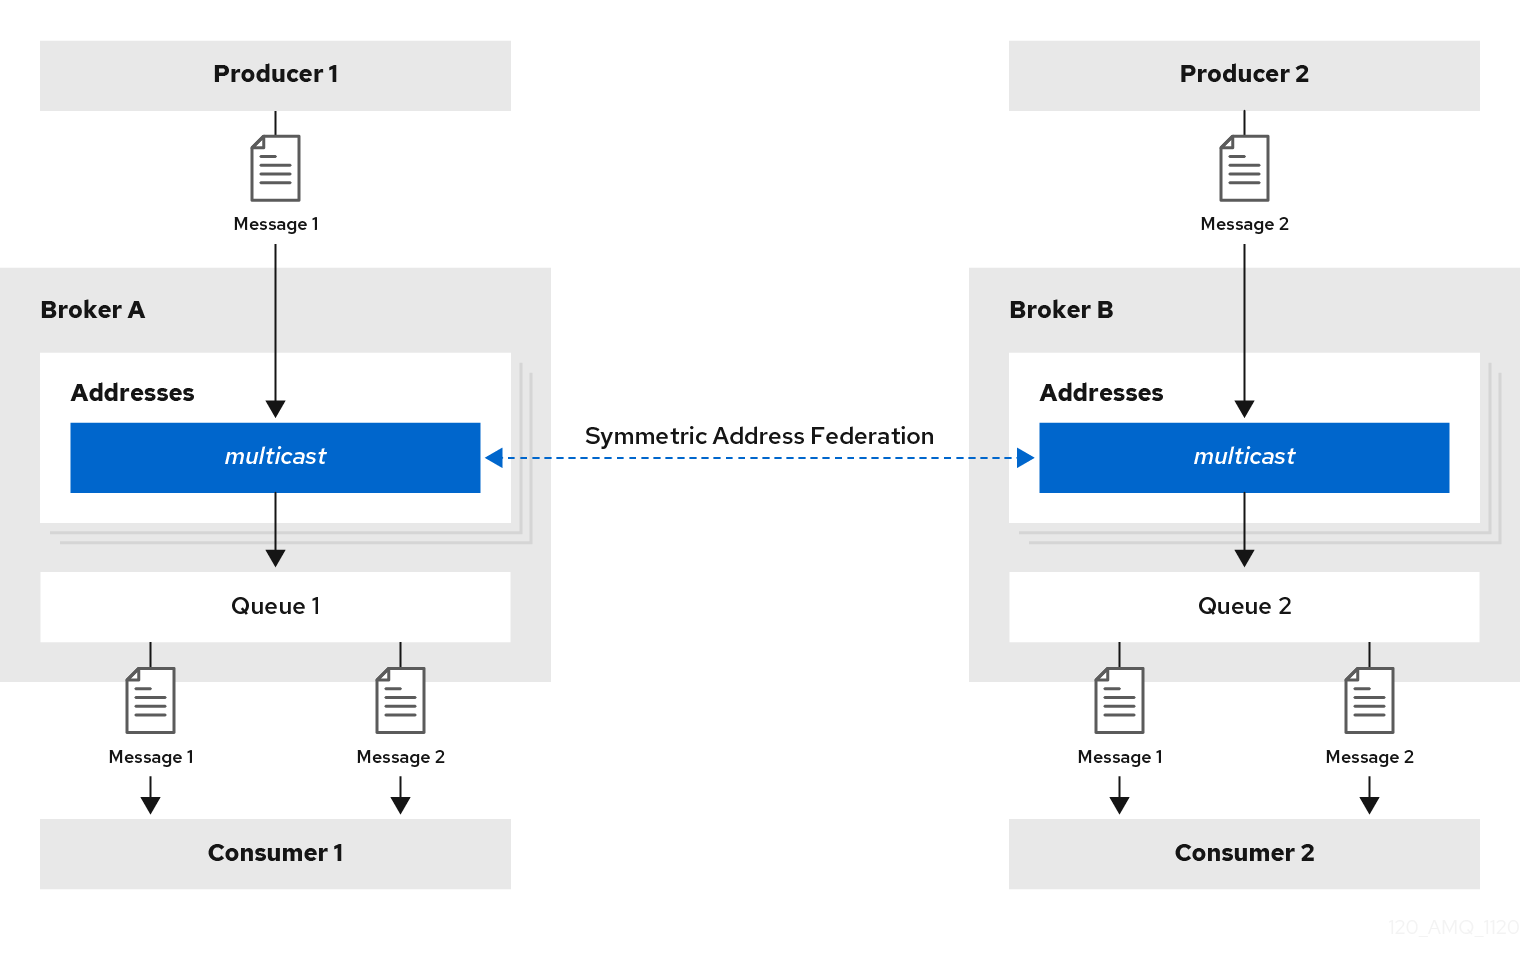 Producer 1
Producer 2
Message 1
Message 2
Broker A
Broker B
Addresses
Addresses
multicast
Symmetric Address Federation
multicast
Queue 1
Queue 2
Message 1
Message 2
Message 1
Message 2
Consumer 1
Consumer 2
120_AMQ_1120